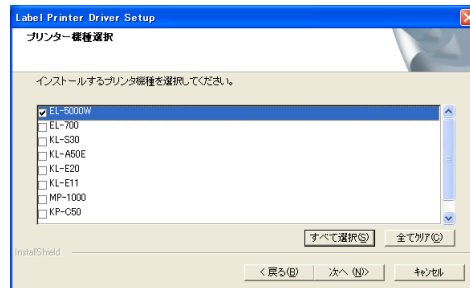 Label Printer Driver Setup
プリンター機種選択
インストールするプリンタ機種を選択してください。
EL-5000W
EL-700
KL-S30
KL-A50E
KL-E20
KL-E11
MP-1000
KP-C50
すべて選択(S)
全てクリア(C)
InstallShield
< 戻る(B)
次へ (N)>
キャンセル